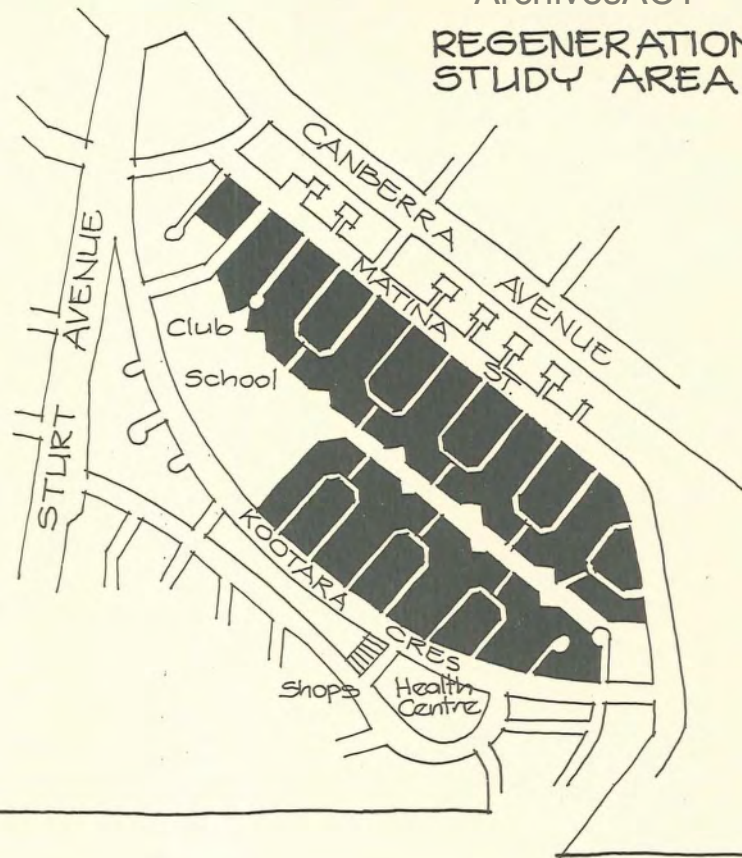 ArchivesACT
REGENERATION
STUDY AREA
CANBERRA
AVENUE
MATINA
ST.
STURT
AVENUE
Club
School
KOOTARA
CRES
Shops
Health
Centre